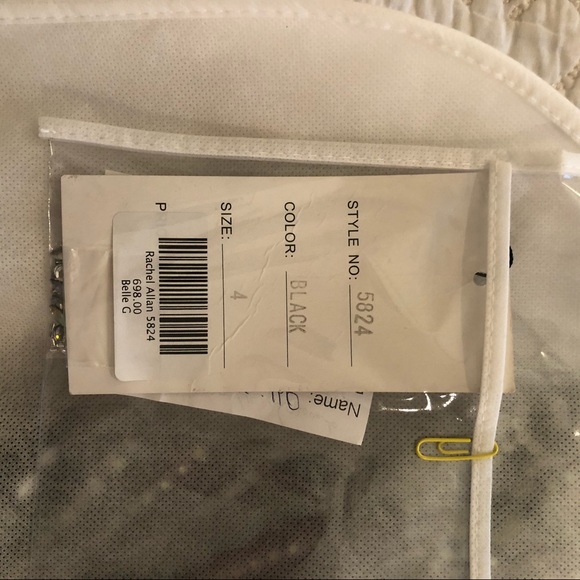 STYLE NO: 5824
COLOR: BLACK
SIZE: 4
P
Rachel Allan 5824
698.00
Belle G
Name: